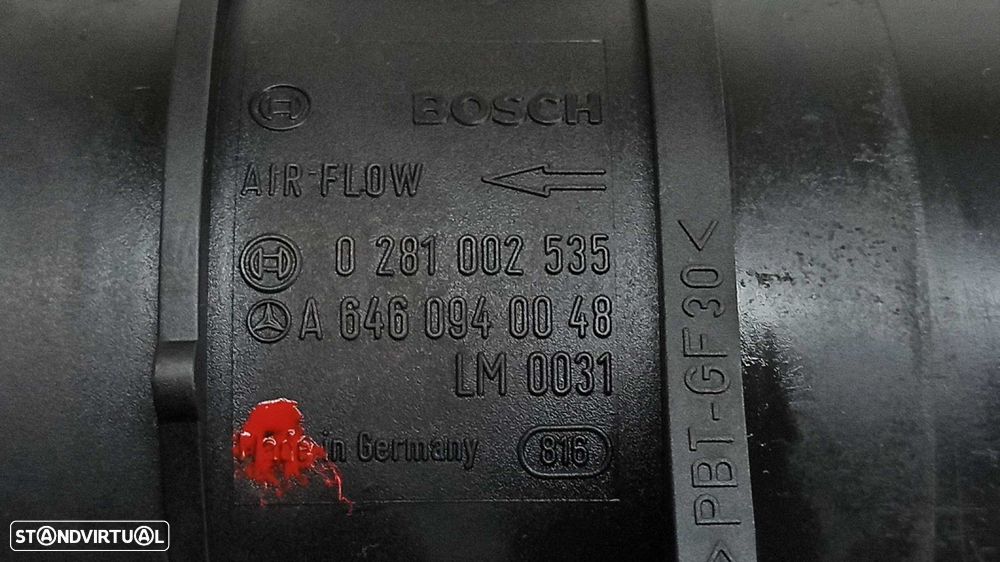 BOSCH
AIR-FLOW
0 281 002 535
A 646 094 00 48
LM 0031
Made in Germany 816
>PBT-GF30<
STANDVIRTUAL